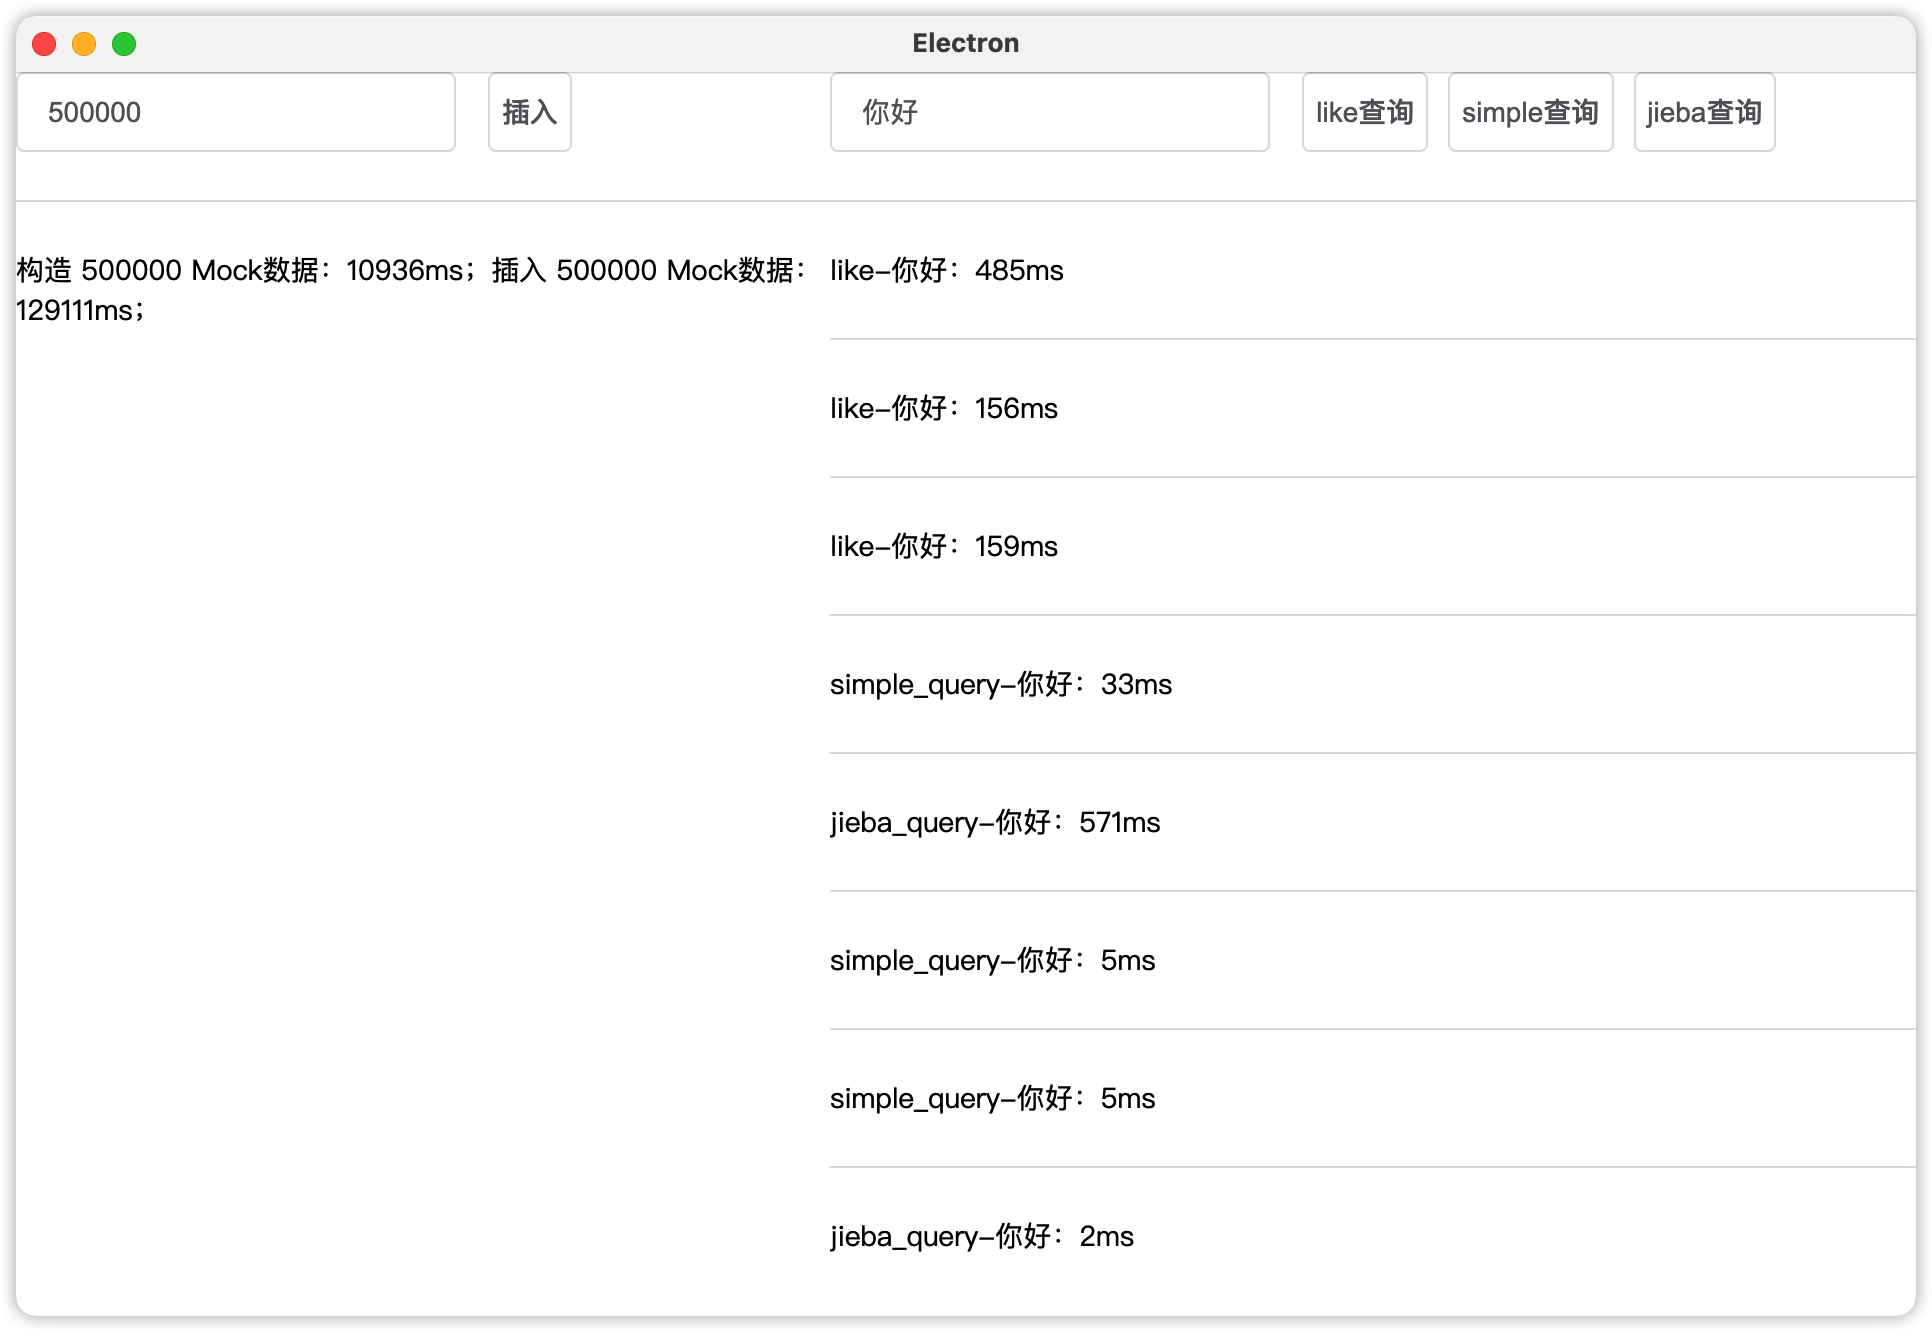 Electron
500000
插入
你好
like查询
simple查询
jieba查询
构造 500000 Mock数据：10936ms；插入 500000 Mock数据：
129111ms；
like-你好：485ms
like-你好：156ms
like-你好：159ms
simple_query-你好：33ms
jieba_query-你好：571ms
simple_query-你好：5ms
simple_query-你好：5ms
jieba_query-你好：2ms